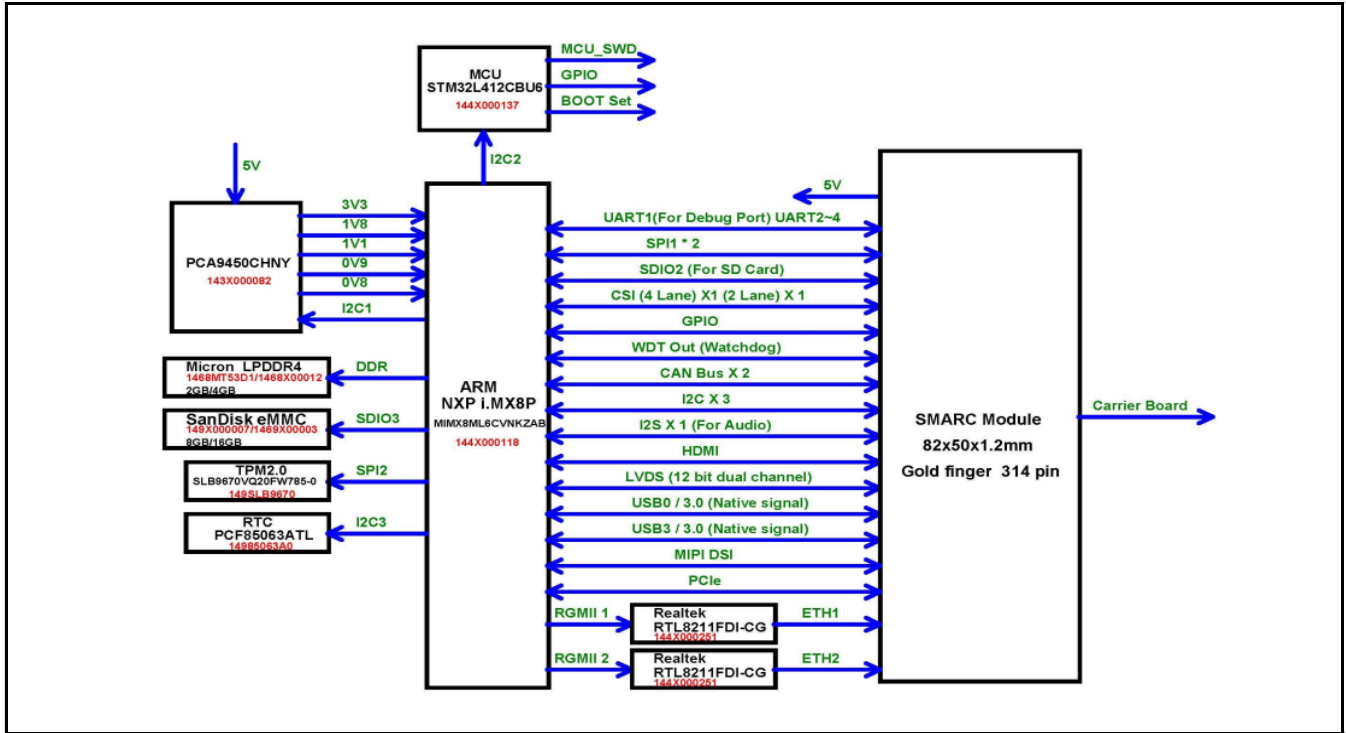 MCU_SWD
MCU
STM32L412CBU6
144X000137
GPIO
BOOT Set
I2C2
5V
PCA9450CHNY
143X000082
3V3
1V8
1V1
0V9
0V8
I2C1
Micron LPDDR4
1468MT53D1/1468X00012
2GB/4GB
DDR
SanDisk eMMC
149X000007/1469X00003
8GB/16GB
SDIO3
TPM2.0
SLB9670VQ20FW785-0
149SLB9670
SPI2
RTC
PCF85063ATL
14985063A0
I2C3
ARM
NXP i.MX8P
MIMX8ML6CVNKZAB
144X000118
5V
UART1(For Debug Port) UART2~4
SPI1 * 2
SDIO2 (For SD Card)
CSI (4 Lane) X1 (2 Lane) X 1
GPIO
WDT Out (Watchdog)
CAN Bus X 2
I2C X 3
I2S X 1 (For Audio)
HDMI
LVDS (12 bit dual channel)
USB0 / 3.0 (Native signal)
USB3 / 3.0 (Native signal)
MIPI DSI
PCIe
RGMII 1
Realtek
RTL8211FDI-CG
144X000251
ETH1
RGMII 2
Realtek
RTL8211FDI-CG
144X000251
ETH2
SMARC Module
82x50x1.2mm
Gold finger 314 pin
Carrier Board